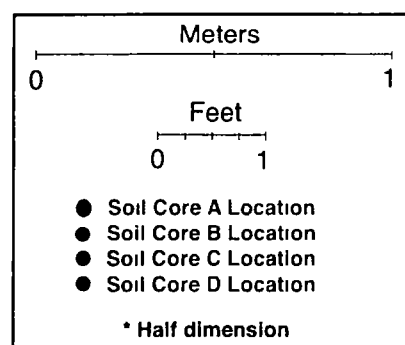 Meters
0 1
Feet
0 1
Soil Core A Location
Soil Core B Location
Soil Core C Location
Soil Core D Location
* Half dimension